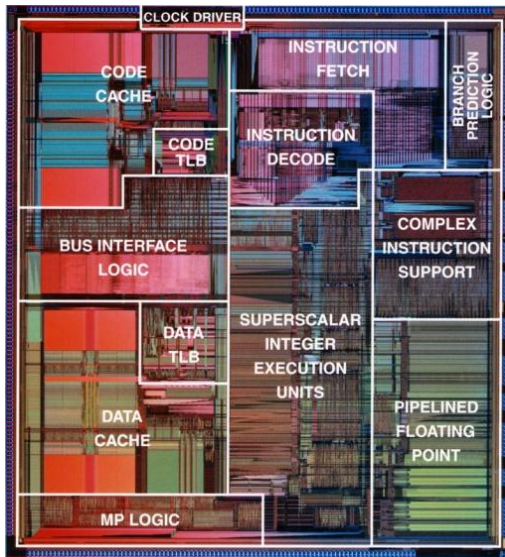 CLOCK DRIVER
CODE
CACHE
CODE
TLB
INSTRUCTION
FETCH
INSTRUCTION
DECODE
BRANCH
PREDICTION
LOGIC
BUS INTERFACE
LOGIC
COMPLEX
INSTRUCTION
SUPPORT
DATA
TLB
DATA
CACHE
SUPERSCALAR
INTEGER
EXECUTION
UNITS
PIPELINED
FLOATING
POINT
MP LOGIC